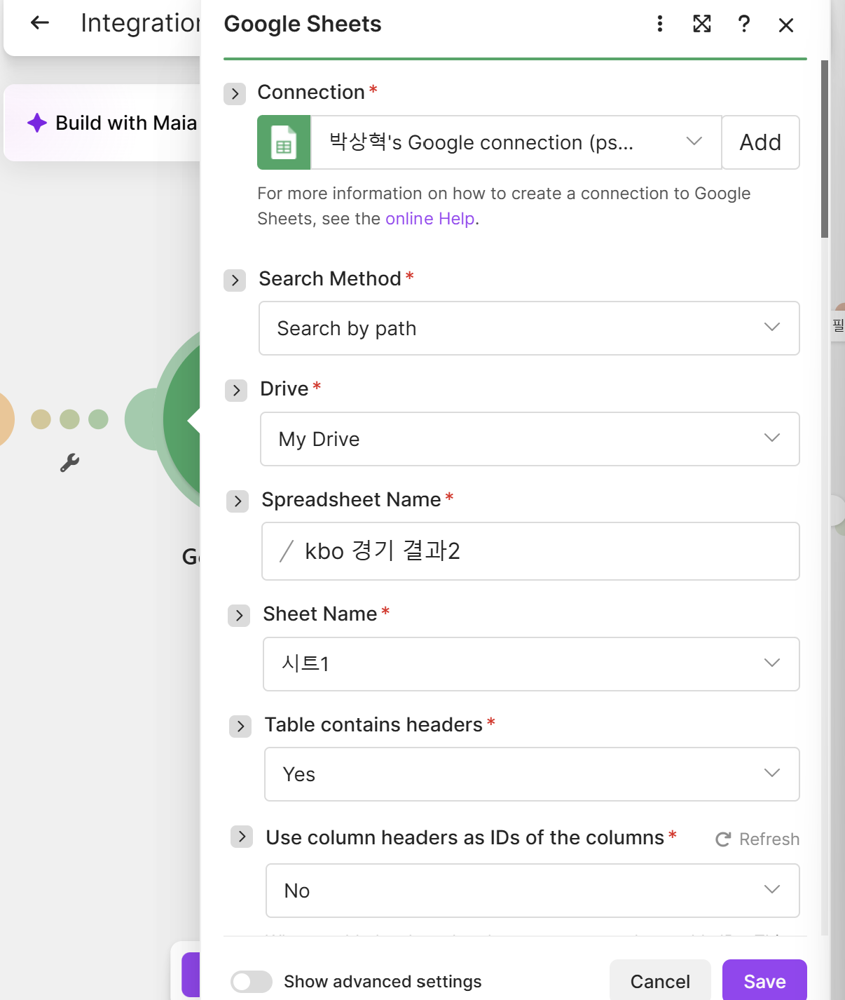 Integration
Google Sheets
?
Build with Maia
Connection *
박상혁's Google connection (ps...
Add
For more information on how to create a connection to Google
Sheets, see the online Help.
Search Method *
Search by path
필
Drive *
My Drive
Spreadsheet Name *
/ kbo 경기 결과2
Go
Sheet Name *
시트1
Table contains headers *
Yes
Use column headers as IDs of the columns *
Refresh
No
Show advanced settings
Cancel
Save